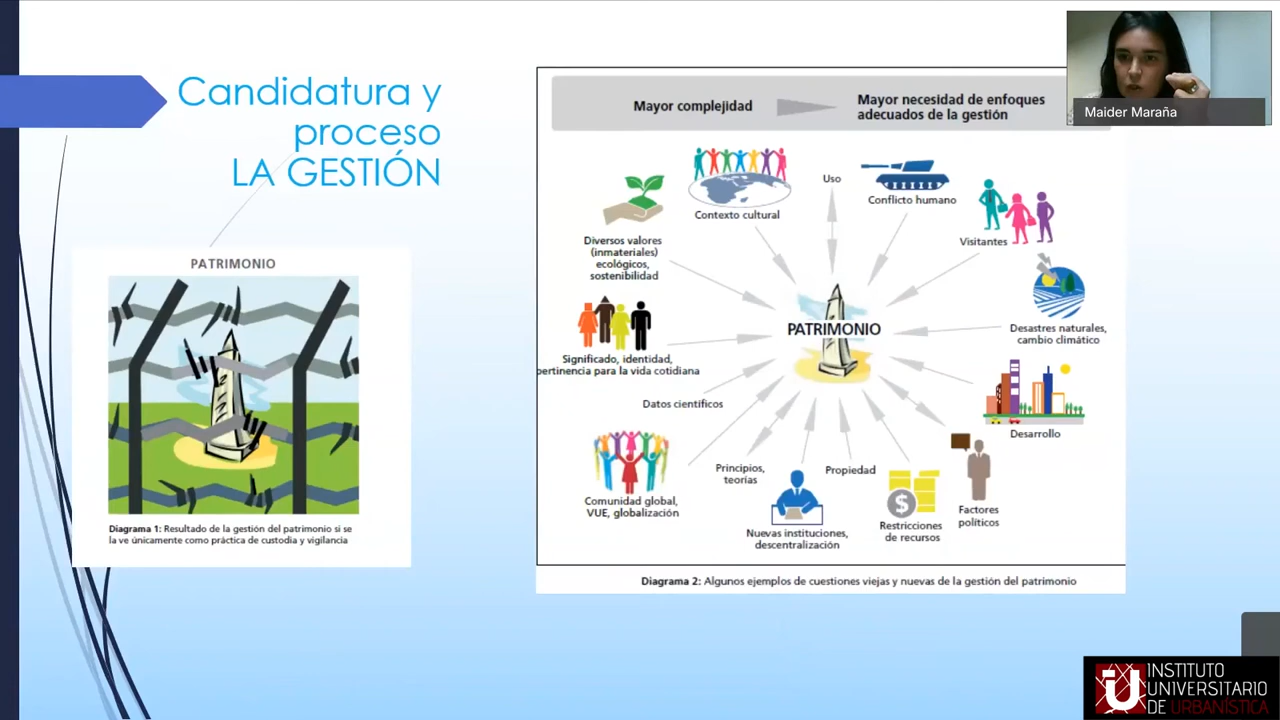 Candidatura y
proceso
LA GESTIÓN
PATRIMONIO
Diagrama 1: Resultado de la gestión del patrimonio si se
la ve únicamente como práctica de custodia y vigilancia
Mayor complejidad
Mayor necesidad de enfoques
adecuados de la gestión
Maider Maraña
Contexto cultural
Uso
Conflicto humano
Visitantes
Diversos valores
(inmateriales)
ecológicos,
sostenibilidad
PATRIMONIO
Desastres naturales,
cambio climático
Significado, identidad,
pertinencia para la vida cotidiana
Datos científicos
Desarrollo
Comunidad global,
VUE, globalización
Principios,
teorías
Nuevas instituciones,
descentralización
Propiedad
$
Restricciones
de recursos
Factores
políticos
Diagrama 2: Algunos ejemplos de cuestiones viejas y nuevas de la gestión del patrimonio
iU
INSTITUTO
UNIVERSITARIO
DE URBANÍSTICA